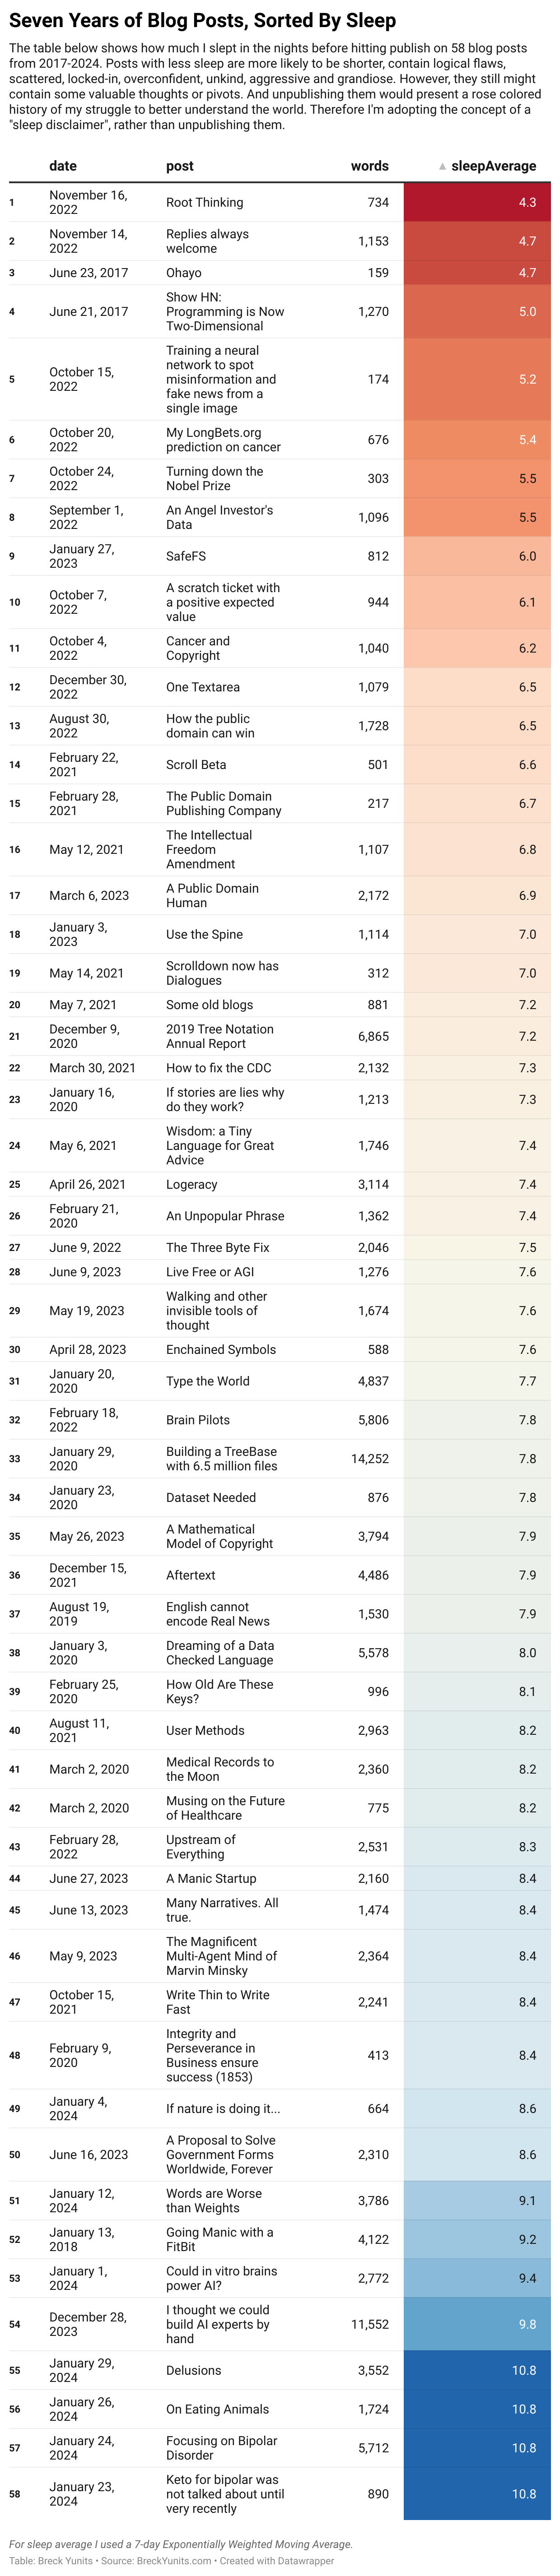 Seven Years of Blog Posts, Sorted By Sleep
The table below shows how much I slept in the nights before hitting publish on 58 blog posts
from 2017-2024. Posts with less sleep are more likely to be shorter, contain logical flaws,
scattered, locked-in, overconfident, unkind, aggressive and grandiose. However, they still might
contain some valuable thoughts or pivots. And unpublishing them would present a rose colored
history of my struggle to better understand the world. Therefore I'm adopting the concept of a
"sleep disclaimer", rather than unpublishing them.
date post words ▲ sleepAverage
1 November 16, 2022 Root Thinking 734 4.3
2 November 14, 2022 Replies always welcome 1,153 4.7
3 June 23, 2017 Ohayo 159 4.7
4 June 21, 2017 Show HN: Programming is Now Two-Dimensional 1,270 5.0
5 October 15, 2022 Training a neural network to spot misinformation and fake news from a single image 174 5.2
6 October 20, 2022 My LongBets.org prediction on cancer 676 5.4
7 October 24, 2022 Turning down the Nobel Prize 303 5.5
8 September 1, 2022 An Angel Investor's Data 1,096 5.5
9 January 27, 2023 SafeFS 812 6.0
10 October 7, 2022 A scratch ticket with a positive expected value 944 6.1
11 October 4, 2022 Cancer and Copyright 1,040 6.2
12 December 30, 2022 One Textarea 1,079 6.5
13 August 30, 2022 How the public domain can win 1,728 6.5
14 February 22, 2021 Scroll Beta 501 6.6
15 February 28, 2021 The Public Domain Publishing Company 217 6.7
16 May 12, 2021 The Intellectual Freedom Amendment 1,107 6.8
17 March 6, 2023 A Public Domain Human 2,172 6.9
18 January 3, 2023 Use the Spine 1,114 7.0
19 May 14, 2021 Scrolldown now has Dialogues 312 7.0
20 May 7, 2021 Some old blogs 881 7.2
21 December 9, 2020 2019 Tree Notation Annual Report 6,865 7.2
22 March 30, 2021 How to fix the CDC 2,132 7.3
23 January 16, 2020 If stories are lies why do they work? 1,213 7.3
24 May 6, 2021 Wisdom: a Tiny Language for Great Advice 1,746 7.4
25 April 26, 2021 Logeracy 3,114 7.4
26 February 21, 2020 An Unpopular Phrase 1,362 7.4
27 June 9, 2022 The Three Byte Fix 2,046 7.5
28 June 9, 2023 Live Free or AGI 1,276 7.6
29 May 19, 2023 Walking and other invisible tools of thought 1,674 7.6
30 April 28, 2023 Enchained Symbols 588 7.6
31 January 20, 2020 Type the World 4,837 7.7
32 February 18, 2022 Brain Pilots 5,806 7.8
33 January 29, 2020 Building a TreeBase with 6.5 million files 14,252 7.8
34 January 23, 2020 Dataset Needed 876 7.8
35 May 26, 2023 A Mathematical Model of Copyright 3,794 7.9
36 December 15, 2021 Aftertext 4,486 7.9
37 August 19, 2019 English cannot encode Real News 1,530 7.9
38 January 3, 2020 Dreaming of a Data Checked Language 5,578 8.0
39 February 25, 2020 How Old Are These Keys? 996 8.1
40 August 11, 2021 User Methods 2,963 8.2
41 March 2, 2020 Medical Records to the Moon 2,360 8.2
42 March 2, 2020 Musing on the Future of Healthcare 775 8.2
43 February 28, 2022 Upstream of Everything 2,531 8.3
44 June 27, 2023 A Manic Startup 2,160 8.4
45 June 13, 2023 Many Narratives. All true. 1,474 8.4
46 May 9, 2023 The Magnificent Multi-Agent Mind of Marvin Minsky 2,364 8.4
47 October 15, 2021 Write Thin to Write Fast 2,241 8.4
48 February 9, 2020 Integrity and Perseverance in Business ensure success (1853) 413 8.4
49 January 4, 2024 If nature is doing it... 664 8.6
50 June 16, 2023 A Proposal to Solve Government Forms Worldwide, Forever 2,310 8.6
51 January 12, 2024 Words are Worse than Weights 3,786 9.1
52 January 13, 2018 Going Manic with a FitBit 4,122 9.2
53 January 1, 2024 Could in vitro brains power AI? 2,772 9.4
54 December 28, 2023 I thought we could build AI experts by hand 11,552 9.8
55 January 29, 2024 Delusions 3,552 10.8
56 January 26, 2024 On Eating Animals 1,724 10.8
57 January 24, 2024 Focusing on Bipolar Disorder 5,712 10.8
58 January 23, 2024 Keto for bipolar was not talked about until very recently 890 10.8
For sleep average I used a 7-day Exponentially Weighted Moving Average.
Table: Breck Yunits • Source: BreckYunits.com • Created with Datawrapper